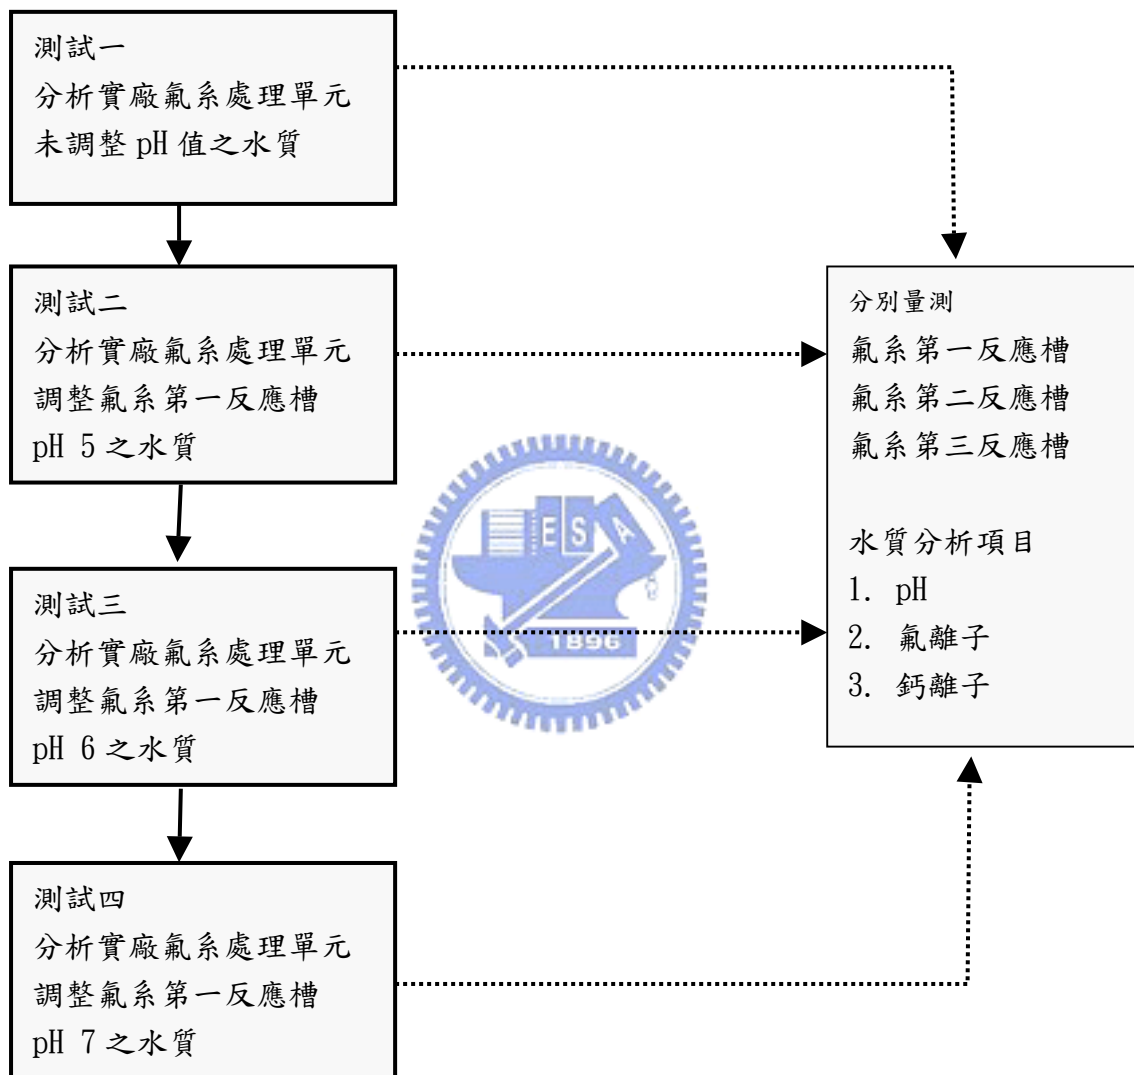 測試一
分析實廠氟系處理單元
未調整 pH 值之水質
測試二
分析實廠氟系處理單元
調整氟系第一反應槽
pH 5 之水質
測試三
分析實廠氟系處理單元
調整氟系第一反應槽
pH 6 之水質
測試四
分析實廠氟系處理單元
調整氟系第一反應槽
pH 7 之水質
分別量測
氟系第一反應槽
氟系第二反應槽
氟系第三反應槽
水質分析項目
1. pH
2. 氟離子
3. 鈣離子
E S A
1896